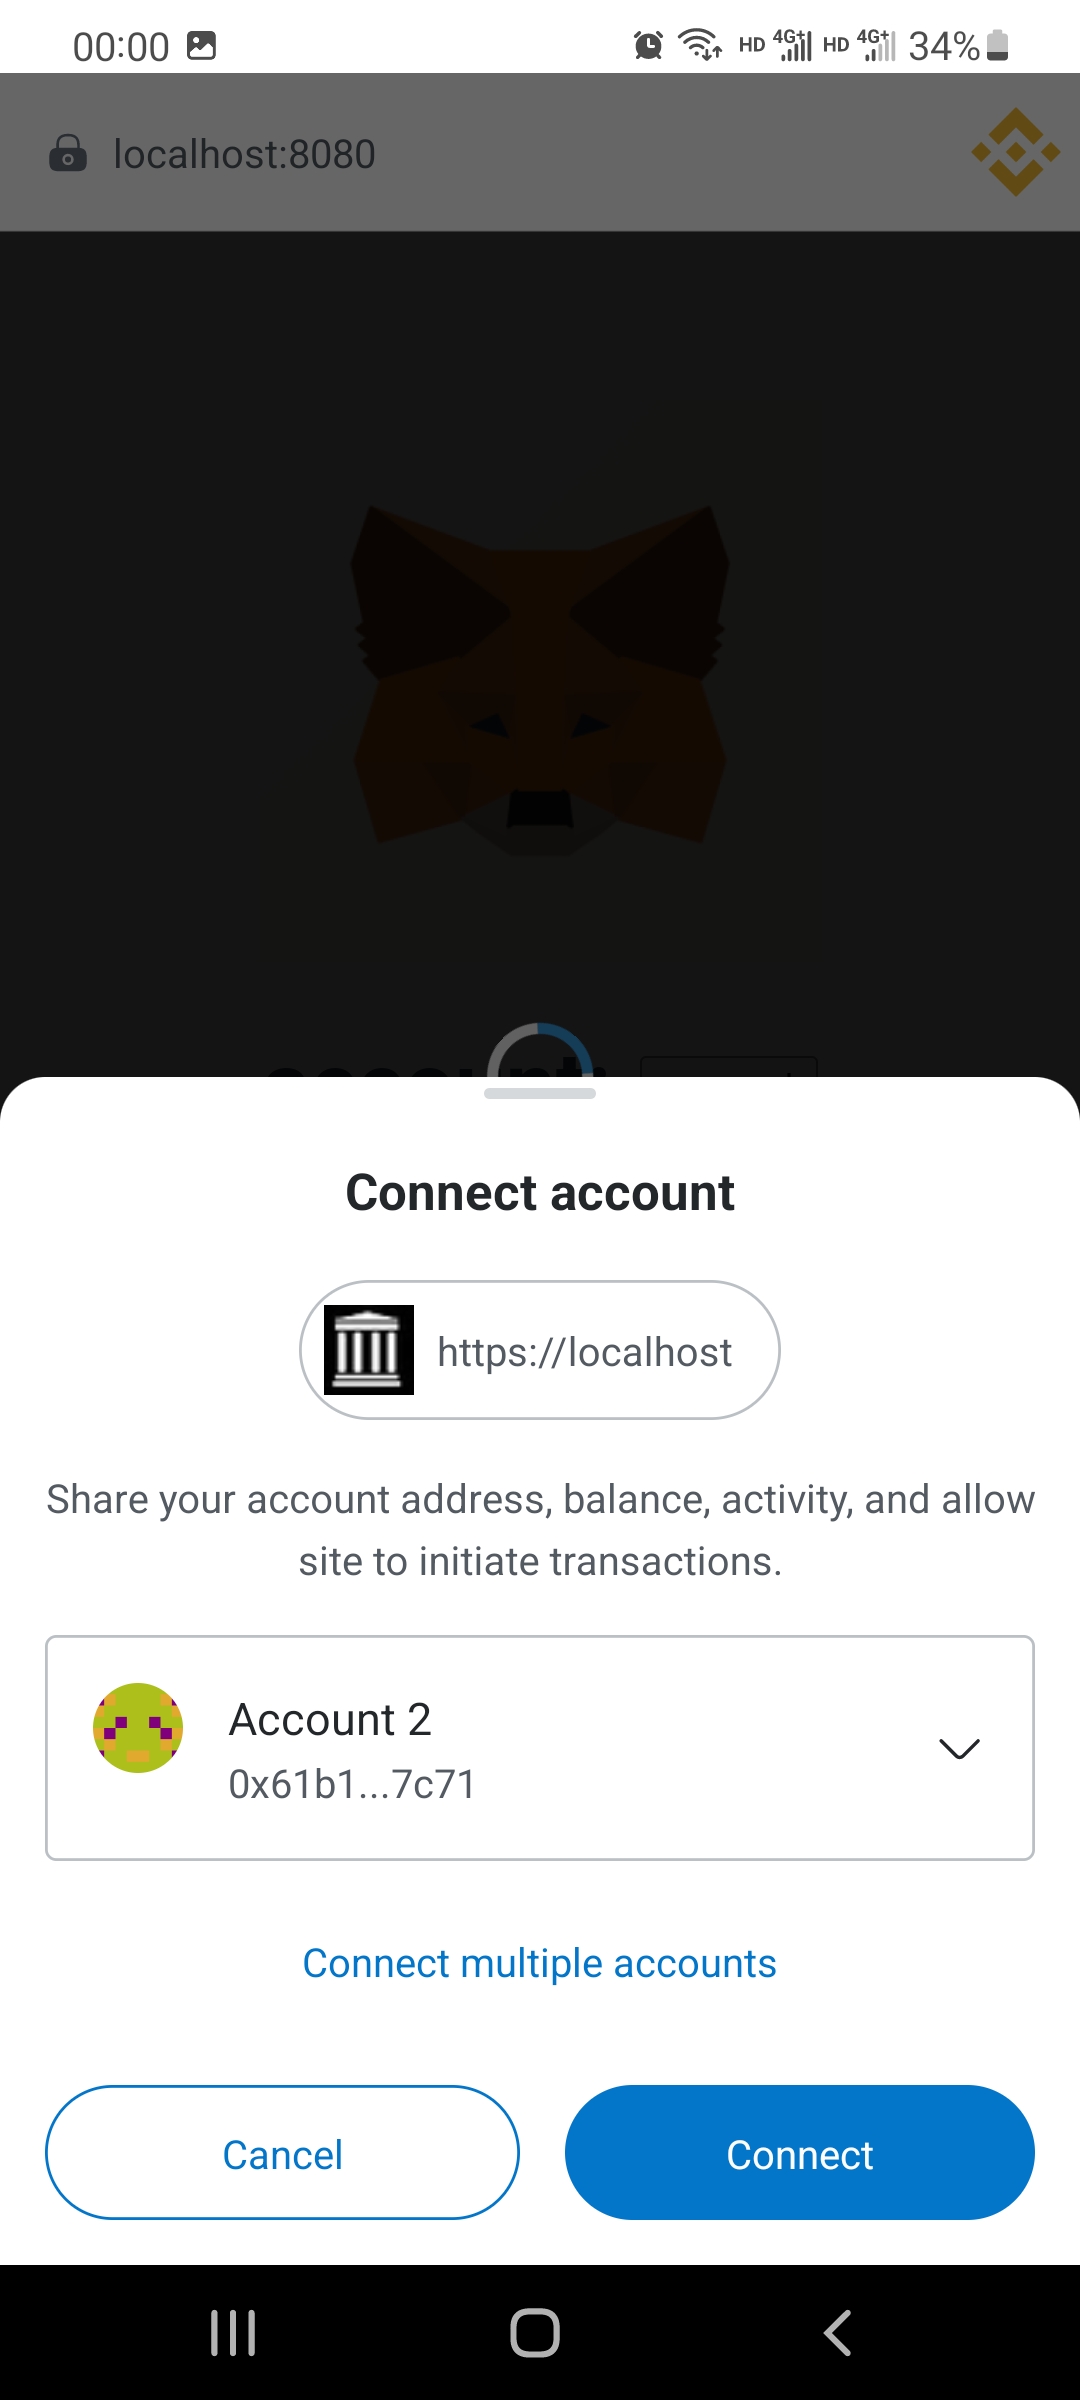 00:00
HD 4G+ HD 4G+ 34%
localhost:8080
Connect account
https://localhost
Share your account address, balance, activity, and allow
site to initiate transactions.
Account 2
0x61b1...7c71
Connect multiple accounts
Cancel
Connect